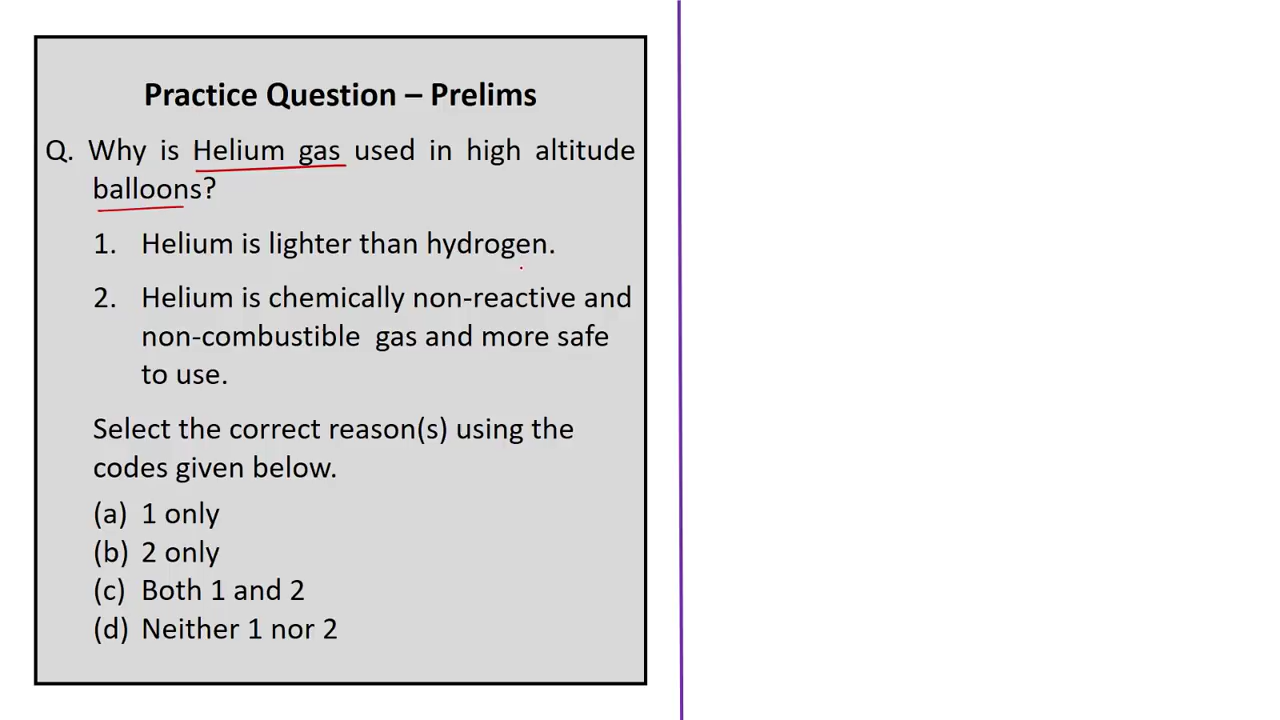 Practice Question – Prelims
Q. Why is Helium gas used in high altitude
balloons?
1. Helium is lighter than hydrogen.
2. Helium is chemically non-reactive and
non-combustible gas and more safe
to use.
Select the correct reason(s) using the
codes given below.
(a) 1 only
(b) 2 only
(c) Both 1 and 2
(d) Neither 1 nor 2